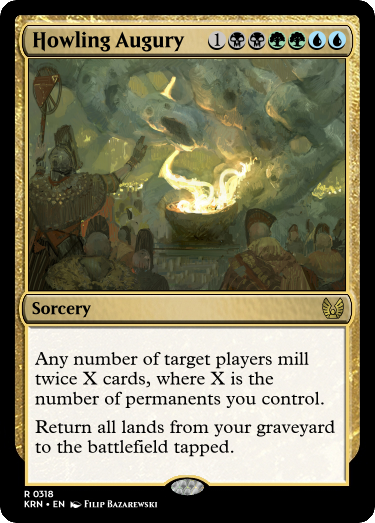 Howling Augury 1
Sorcery
Any number of target players mill
twice X cards, where X is the
number of permanents you control.
Return all lands from your graveyard
to the battlefield tapped.
R 0318
KRN • EN Filip Bazarewski